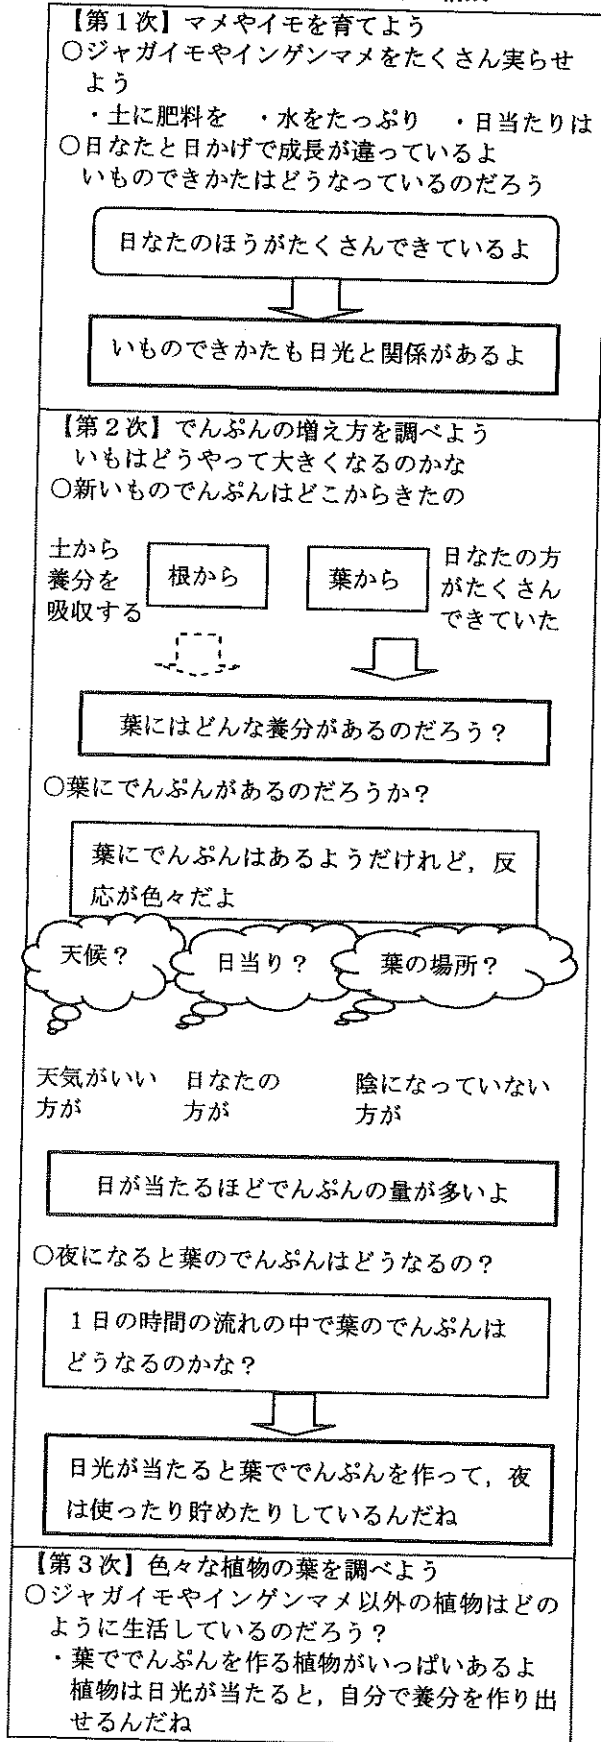 【第１次】マメやイモを育てよう
○ジャガイモやインゲンマメをたくさん実らせ
よう
・土に肥料を　・水をたっぷり　・日当たりは
○日なたと日かげで成長が違っているよ
いものできかたはどうなっているのだろう
日なたのほうがたくさんできているよ
いものできかたも日光と関係があるよ
【第２次】でんぷんの増え方を調べよう
いもはどうやって大きくなるのかな
○新いものでんぷんはどこからきたの
土から
養分を
吸収する
根から
葉から
日なたの方
がたくさん
できていた
葉にはどんな養分があるのだろう？
○葉にでんぷんがあるのだろうか？
葉にでんぷんはあるようだけれど，反
応が色々だよ
天候？
日当り？
葉の場所？
天気がいい
方が
日なたの
方が
陰になっていない
方が
日が当たるほどでんぷんの量が多いよ
○夜になると葉のでんぷんはどうなるの？
１日の時間の流れの中で葉のでんぷんは
どうなるのかな？
日光が当たると葉ででんぷんを作って，夜
は使ったり貯めたりしているんだね
【第３次】色々な植物の葉を調べよう
○ジャガイモやインゲンマメ以外の植物はどの
ように生活しているのだろう？
・葉ででんぷんを作る植物がいっぱいあるよ
植物は日光が当たると，自分で養分を作り出
せるんだね